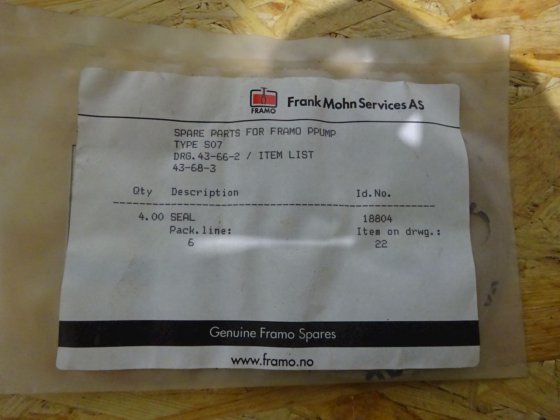 FRAMO
Frank Mohn Services AS
SPARE PARTS FOR FRAMO PPUMP
TYPE S07
DRG.43-66-2 / ITEM LIST
43-68-3
Qty Description Id.No.
4.00 SEAL 18804
Pack.line: Item on drwg.:
6 22
Genuine Framo Spares
www.framo.no